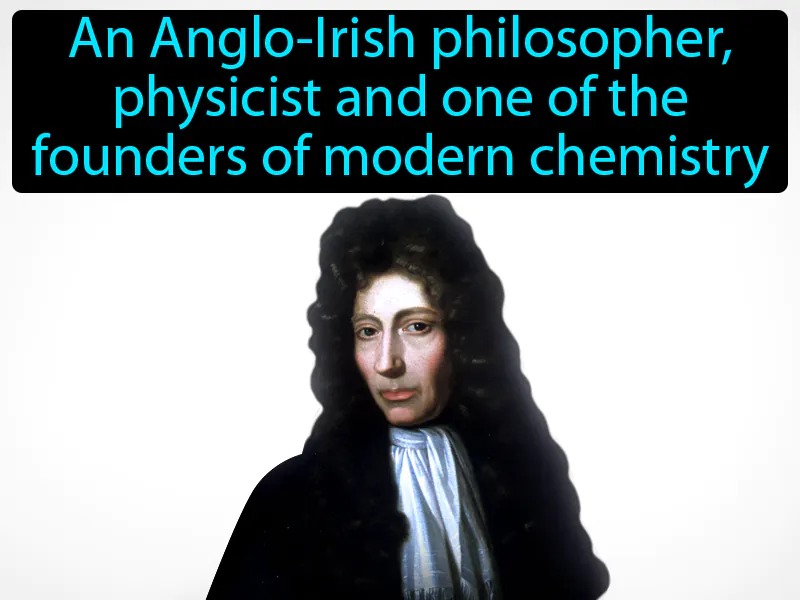 An Anglo-Irish philosopher,
physicist and one of the
founders of modern chemistry